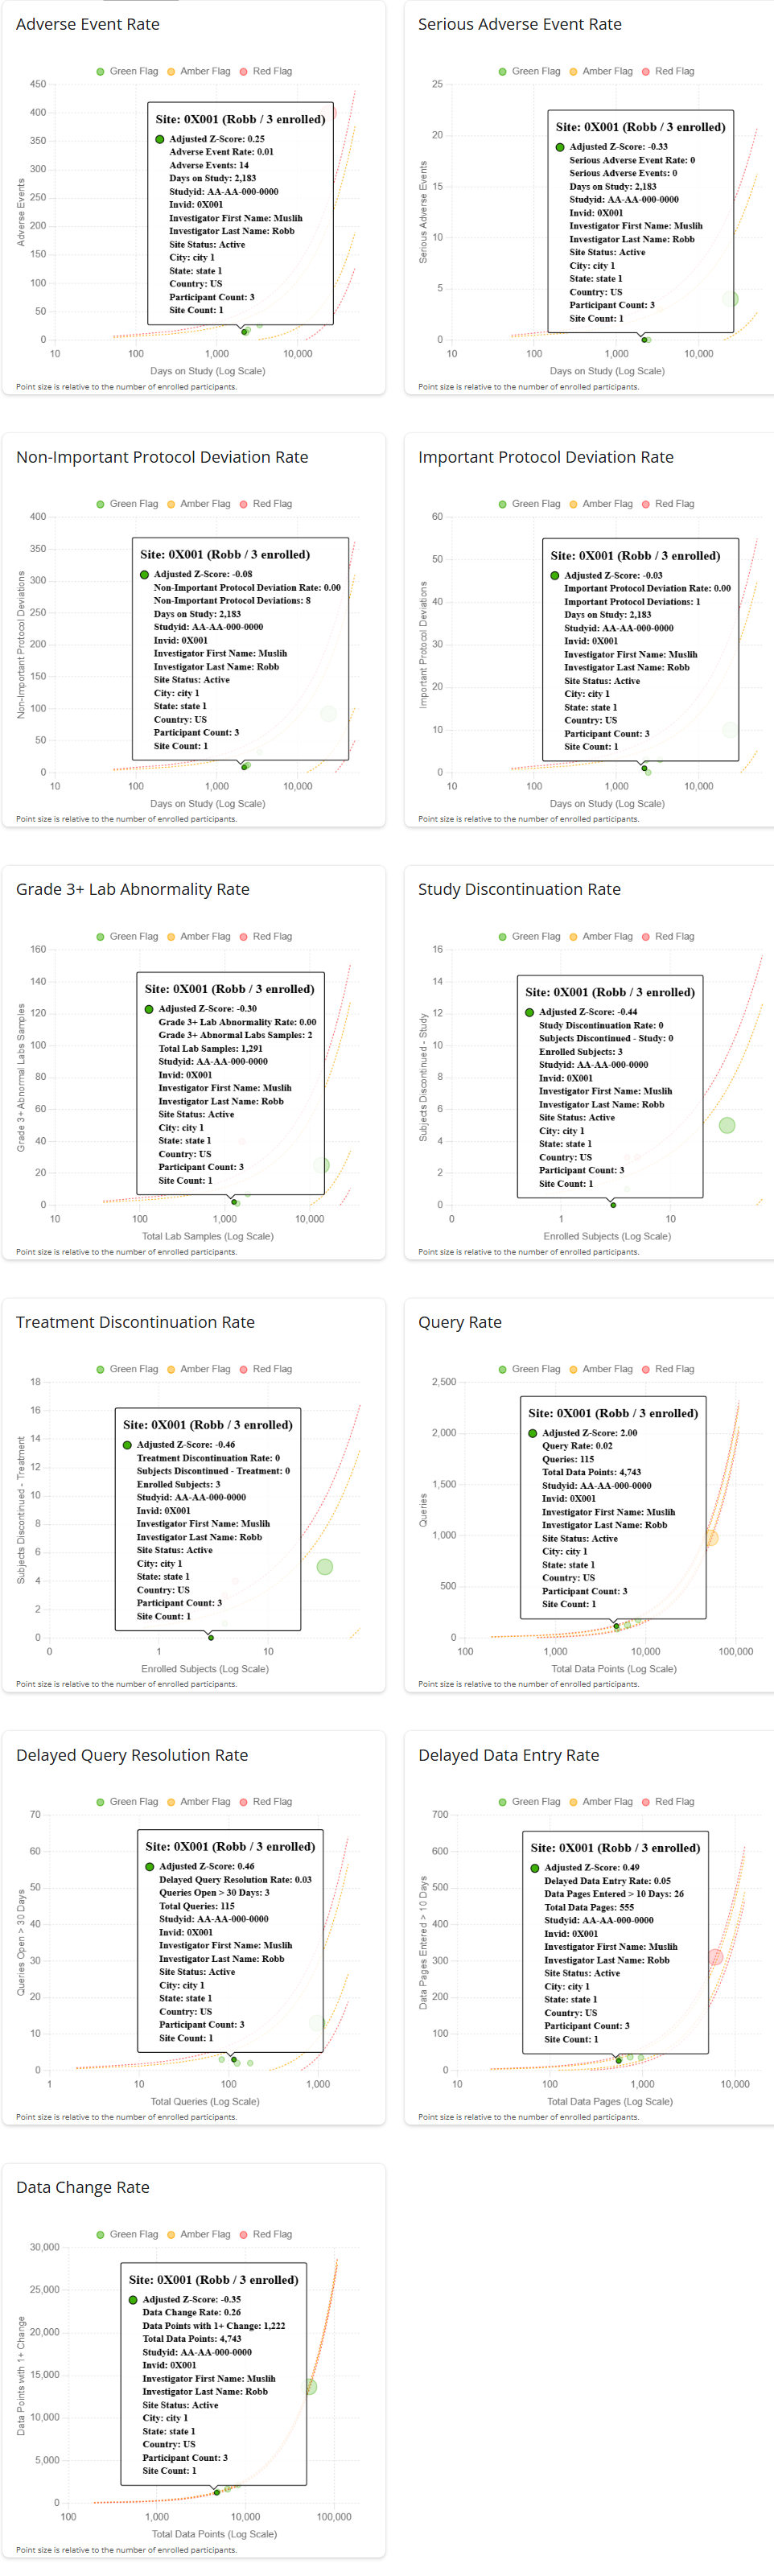 Adverse Event Rate
Green Flag Amber Flag Red Flag
Adverse Events
450
400
350
300
250
200
150
100
50
0
Site: 0X001 (Robb / 3 enrolled)
Adjusted Z-Score: 0.25
Adverse Event Rate: 0.01
Adverse Events: 14
Days on Study: 2,183
Studyid: AA-AA-000-0000
Invid: 0X001
Investigator First Name: Muslih
Investigator Last Name: Robb
Site Status: Active
City: city 1
State: state 1
Country: US
Participant Count: 3
Site Count: 1
10 100 1,000 10,000
Days on Study (Log Scale)
Point size is relative to the number of enrolled participants.
Serious Adverse Event Rate
Green Flag Amber Flag Red Flag
Serious Adverse Events
25
20
15
10
5
0
Site: 0X001 (Robb / 3 enrolled)
Adjusted Z-Score: -0.33
Serious Adverse Event Rate: 0
Serious Adverse Events: 0
Days on Study: 2,183
Studyid: AA-AA-000-0000
Invid: 0X001
Investigator First Name: Muslih
Investigator Last Name: Robb
Site Status: Active
City: city 1
State: state 1
Country: US
Participant Count: 3
Site Count: 1
10 100 1,000 10,000
Days on Study (Log Scale)
Point size is relative to the number of enrolled participants.
Non-Important Protocol Deviation Rate
Green Flag Amber Flag Red Flag
Non-Important Protocol Deviations
400
350
300
250
200
150
100
50
0
Site: 0X001 (Robb / 3 enrolled)
Adjusted Z-Score: -0.08
Non-Important Protocol Deviation Rate: 0.00
Non-Important Protocol Deviations: 8
Days on Study: 2,183
Studyid: AA-AA-000-0000
Invid: 0X001
Investigator First Name: Muslih
Investigator Last Name: Robb
Site Status: Active
City: city 1
State: state 1
Country: US
Participant Count: 3
Site Count: 1
10 100 1,000 10,000
Days on Study (Log Scale)
Point size is relative to the number of enrolled participants.
Important Protocol Deviation Rate
Green Flag Amber Flag Red Flag
Important Protocol Deviations
60
50
40
30
20
10
0
Site: 0X001 (Robb / 3 enrolled)
Adjusted Z-Score: -0.03
Important Protocol Deviation Rate: 0.00
Important Protocol Deviations: 1
Days on Study: 2,183
Studyid: AA-AA-000-0000
Invid: 0X001
Investigator First Name: Muslih
Investigator Last Name: Robb
Site Status: Active
City: city 1
State: state 1
Country: US
Participant Count: 3
Site Count: 1
10 100 1,000 10,000
Days on Study (Log Scale)
Point size is relative to the number of enrolled participants.
Grade 3+ Lab Abnormality Rate
Green Flag Amber Flag Red Flag
Grade 3+ Abnormal Labs Samples
160
140
120
100
80
60
40
20
0
Site: 0X001 (Robb / 3 enrolled)
Adjusted Z-Score: -0.30
Grade 3+ Lab Abnormality Rate: 0.00
Grade 3+ Abnormal Labs Samples: 2
Total Lab Samples: 1,291
Studyid: AA-AA-000-0000
Invid: 0X001
Investigator First Name: Muslih
Investigator Last Name: Robb
Site Status: Active
City: city 1
State: state 1
Country: US
Participant Count: 3
Site Count: 1
10 100 1,000 10,000
Total Lab Samples (Log Scale)
Point size is relative to the number of enrolled participants.
Study Discontinuation Rate
Green Flag Amber Flag Red Flag
Subjects Discontinued - Study
16
14
12
10
8
6
4
2
0
Site: 0X001 (Robb / 3 enrolled)
Adjusted Z-Score: -0.44
Study Discontinuation Rate: 0
Subjects Discontinued - Study: 0
Enrolled Subjects: 3
Studyid: AA-AA-000-0000
Invid: 0X001
Investigator First Name: Muslih
Investigator Last Name: Robb
Site Status: Active
City: city 1
State: state 1
Country: US
Participant Count: 3
Site Count: 1
0 1 10
Enrolled Subjects (Log Scale)
Point size is relative to the number of enrolled participants.
Treatment Discontinuation Rate
Green Flag Amber Flag Red Flag
Subjects Discontinued - Treatment
18
16
14
12
10
8
6
4
2
0
Site: 0X001 (Robb / 3 enrolled)
Adjusted Z-Score: -0.46
Treatment Discontinuation Rate: 0
Subjects Discontinued - Treatment: 0
Enrolled Subjects: 3
Studyid: AA-AA-000-0000
Invid: 0X001
Investigator First Name: Muslih
Investigator Last Name: Robb
Site Status: Active
City: city 1
State: state 1
Country: US
Participant Count: 3
Site Count: 1
0 1 10
Enrolled Subjects (Log Scale)
Point size is relative to the number of enrolled participants.
Query Rate
Green Flag Amber Flag Red Flag
Queries
2,500
2,000
1,500
1,000
500
0
Site: 0X001 (Robb / 3 enrolled)
Adjusted Z-Score: 2.00
Query Rate: 0.02
Queries: 115
Total Data Points: 4,743
Studyid: AA-AA-000-0000
Invid: 0X001
Investigator First Name: Muslih
Investigator Last Name: Robb
Site Status: Active
City: city 1
State: state 1
Country: US
Participant Count: 3
Site Count: 1
100 1,000 10,000 100,000
Total Data Points (Log Scale)
Point size is relative to the number of enrolled participants.
Delayed Query Resolution Rate
Green Flag Amber Flag Red Flag
Queries Open > 30 Days
70
60
50
40
30
20
10
0
Site: 0X001 (Robb / 3 enrolled)
Adjusted Z-Score: 0.46
Delayed Query Resolution Rate: 0.03
Queries Open > 30 Days: 3
Total Queries: 115
Studyid: AA-AA-000-0000
Invid: 0X001
Investigator First Name: Muslih
Investigator Last Name: Robb
Site Status: Active
City: city 1
State: state 1
Country: US
Participant Count: 3
Site Count: 1
1 10 100 1,000
Total Queries (Log Scale)
Point size is relative to the number of enrolled participants.
Delayed Data Entry Rate
Green Flag Amber Flag Red Flag
Data Pages Entered > 10 Days
700
600
500
400
300
200
100
0
Site: 0X001 (Robb / 3 enrolled)
Adjusted Z-Score: 0.49
Delayed Data Entry Rate: 0.05
Data Pages Entered > 10 Days: 26
Total Data Pages: 555
Studyid: AA-AA-000-0000
Invid: 0X001
Investigator First Name: Muslih
Investigator Last Name: Robb
Site Status: Active
City: city 1
State: state 1
Country: US
Participant Count: 3
Site Count: 1
10 100 1,000 10,000
Total Data Pages (Log Scale)
Point size is relative to the number of enrolled participants.
Data Change Rate
Green Flag Amber Flag Red Flag
Data Points with 1+ Change
30,000
25,000
20,000
15,000
10,000
5,000
0
Site: 0X001 (Robb / 3 enrolled)
Adjusted Z-Score: -0.35
Data Change Rate: 0.26
Data Points with 1+ Change: 1,222
Total Data Points: 4,743
Studyid: AA-AA-000-0000
Invid: 0X001
Investigator First Name: Muslih
Investigator Last Name: Robb
Site Status: Active
City: city 1
State: state 1
Country: US
Participant Count: 3
Site Count: 1
100 1,000 10,000 100,000
Total Data Points (Log Scale)
Point size is relative to the number of enrolled participants.